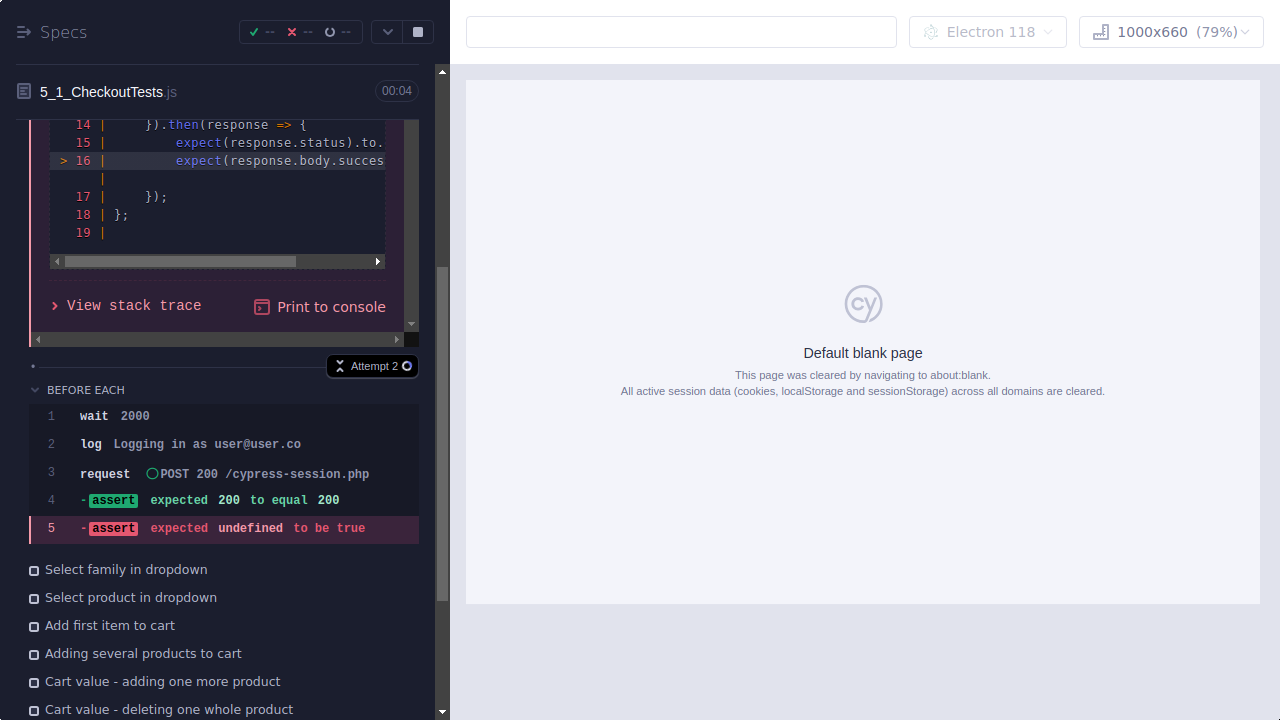 Specs
--
--
--
Electron 118
1000x660 (79%)
5_1_CheckoutTests.js
00:04
14 | }).then(response => {
15 | expect(response.status).to.
> 16 | expect(response.body.succes
|
17 | });
18 | };
19 |
View stack trace
Print to console
Attempt 2
BEFORE EACH
1 wait 2000
2 log Logging in as user@user.co
3 request POST 200 /cypress-session.php
4 -assert expected 200 to equal 200
5 -assert expected undefined to be true
Select family in dropdown
Select product in dropdown
Add first item to cart
Adding several products to cart
Cart value - adding one more product
Cart value - deleting one whole product
cy
Default blank page
This page was cleared by navigating to about:blank.
All active session data (cookies, localStorage and sessionStorage) across all domains are cleared.